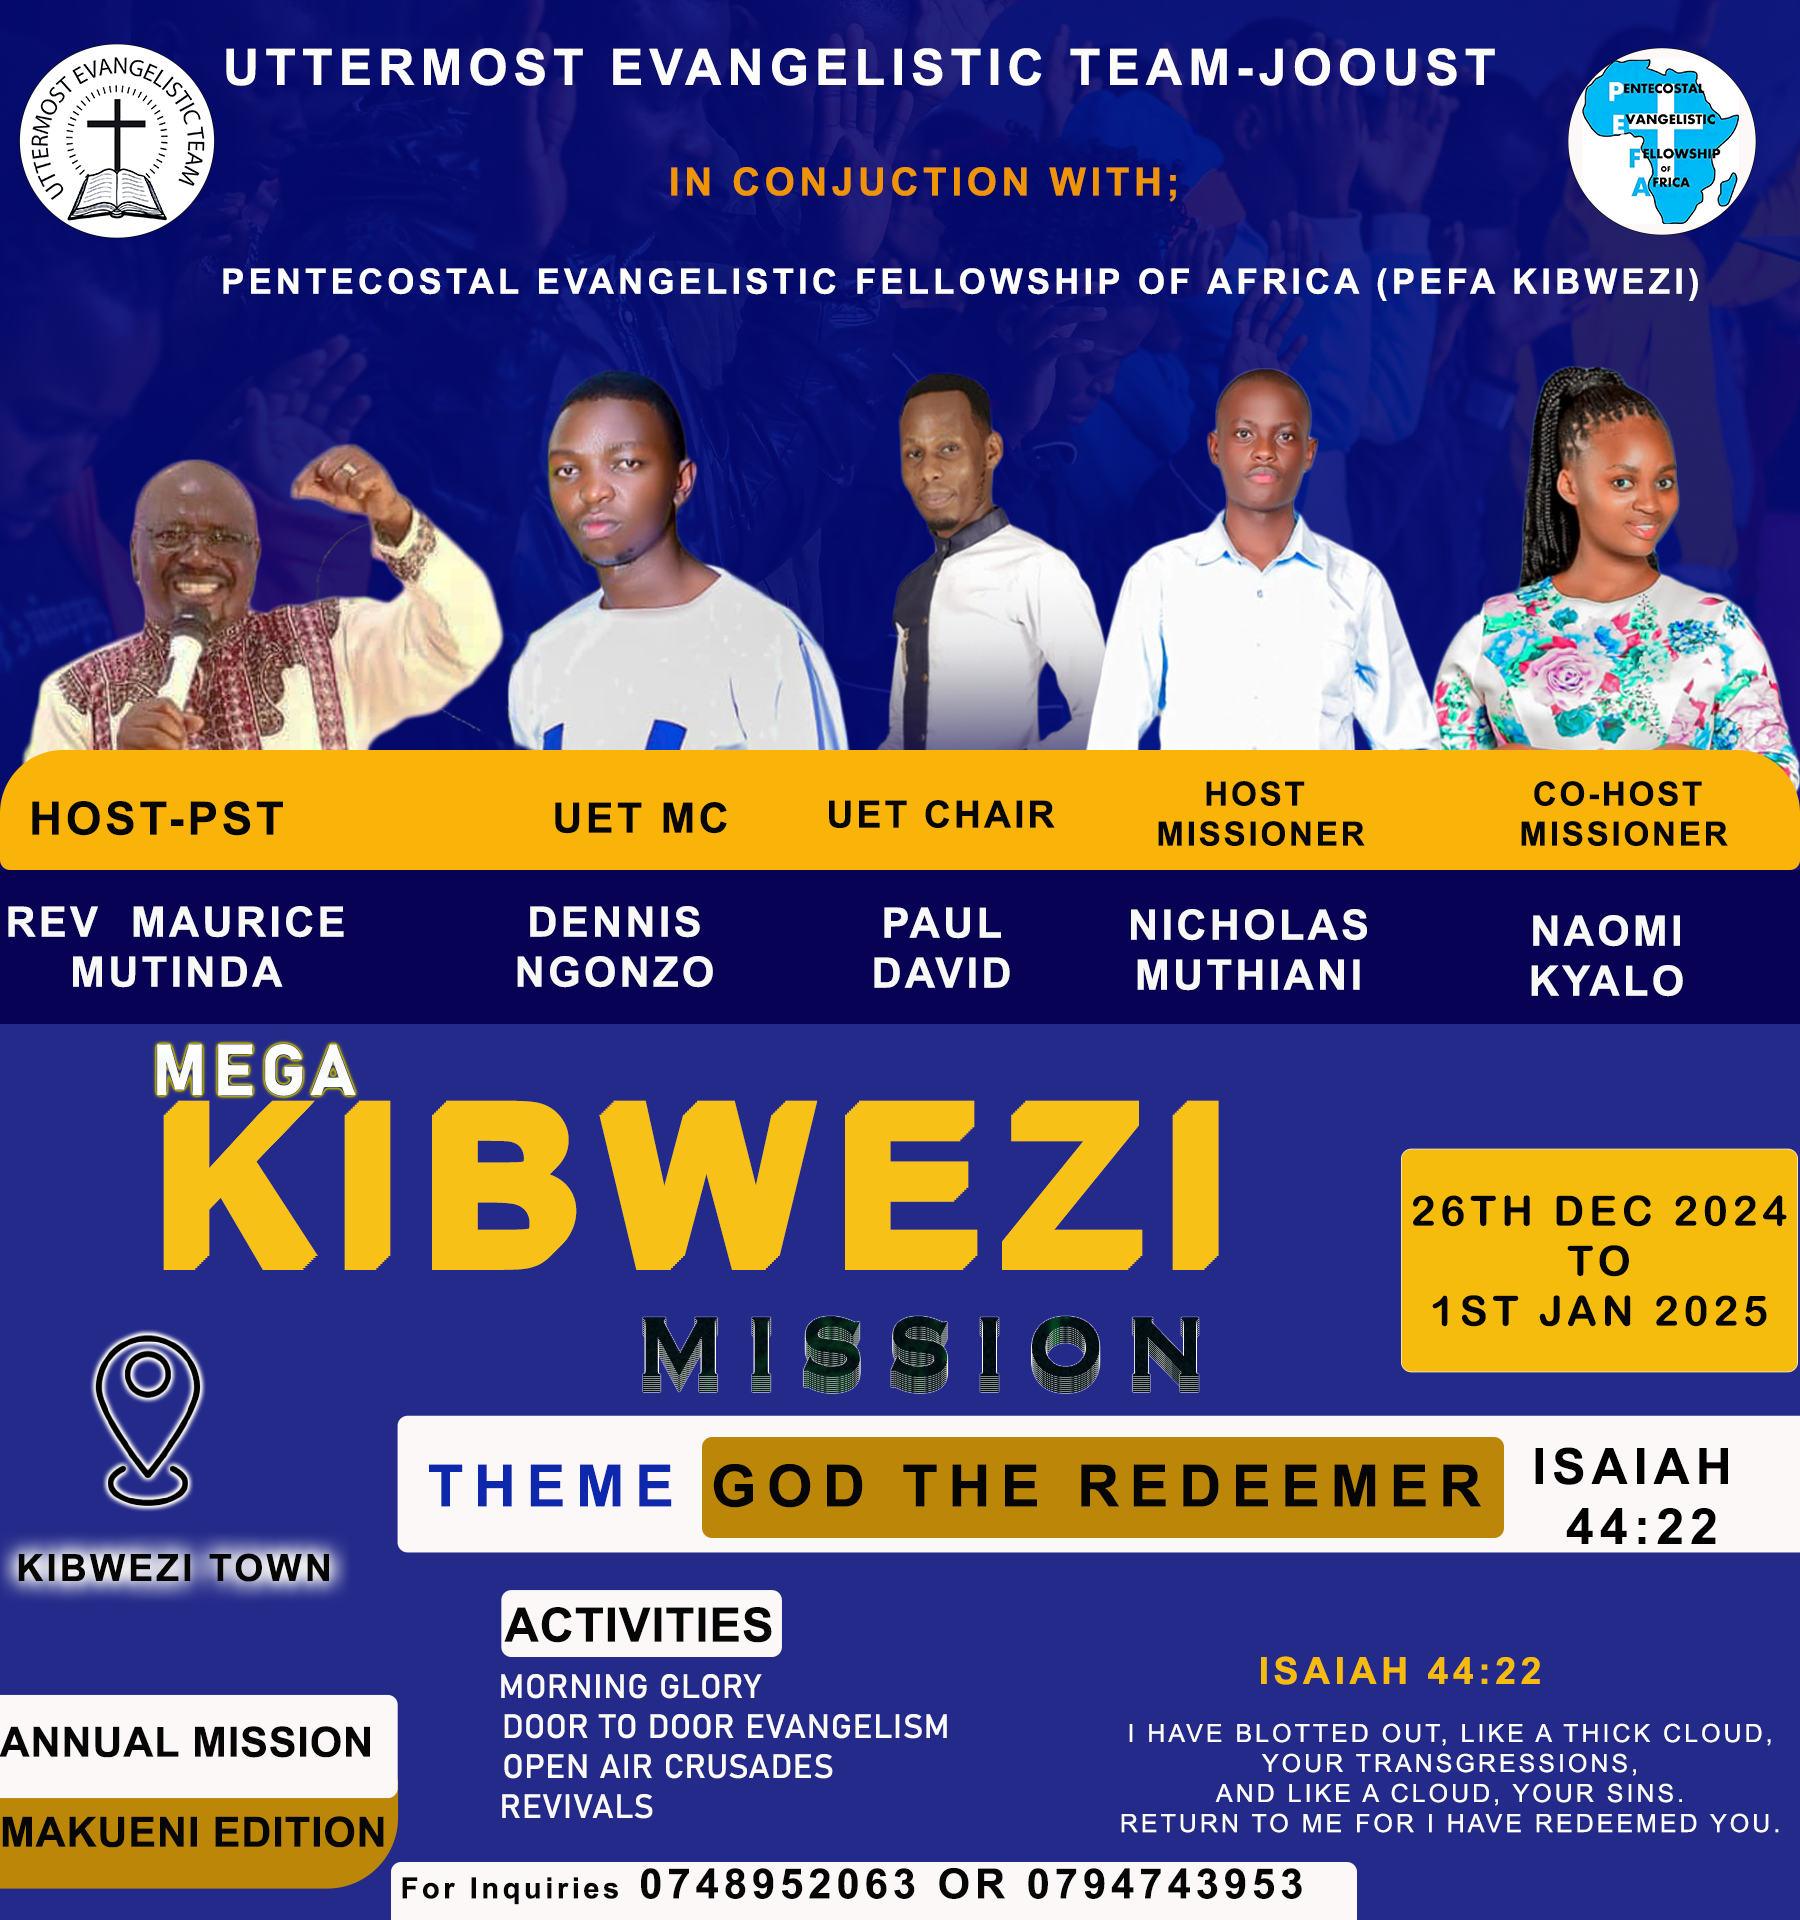 UTTERMOST EVANGELISTIC TEAM
UTTERMOST EVANGELISTIC TEAM-JOOUST
PENTECOSTAL
EVANGELISTIC
FELLOWSHIP
OF
AFRICA
IN CONJUCTION WITH;
PENTECOSTAL EVANGELISTIC FELLOWSHIP OF AFRICA (PEFA KIBWEZI)
HOST-PST
UET MC
UET CHAIR
HOST
MISSIONER
CO-HOST
MISSIONER
REV MAURICE
MUTINDA
DENNIS
NGONZO
PAUL
DAVID
NICHOLAS
MUTHIANI
NAOMI
KYALO
MEGA
KIBWEZI
MISSION
26TH DEC 2024
TO
1ST JAN 2025
KIBWEZI TOWN
THEME GOD THE REDEEMER
ISAIAH
44:22
ACTIVITIES
MORNING GLORY
DOOR TO DOOR EVANGELISM
OPEN AIR CRUSADES
REVIVALS
ISAIAH 44:22
I HAVE BLOTTED OUT, LIKE A THICK CLOUD,
YOUR TRANSGRESSIONS,
AND LIKE A CLOUD, YOUR SINS.
RETURN TO ME FOR I HAVE REDEEMED YOU.
ANNUAL MISSION
MAKUENI EDITION
For Inquiries 0748952063 OR 0794743953